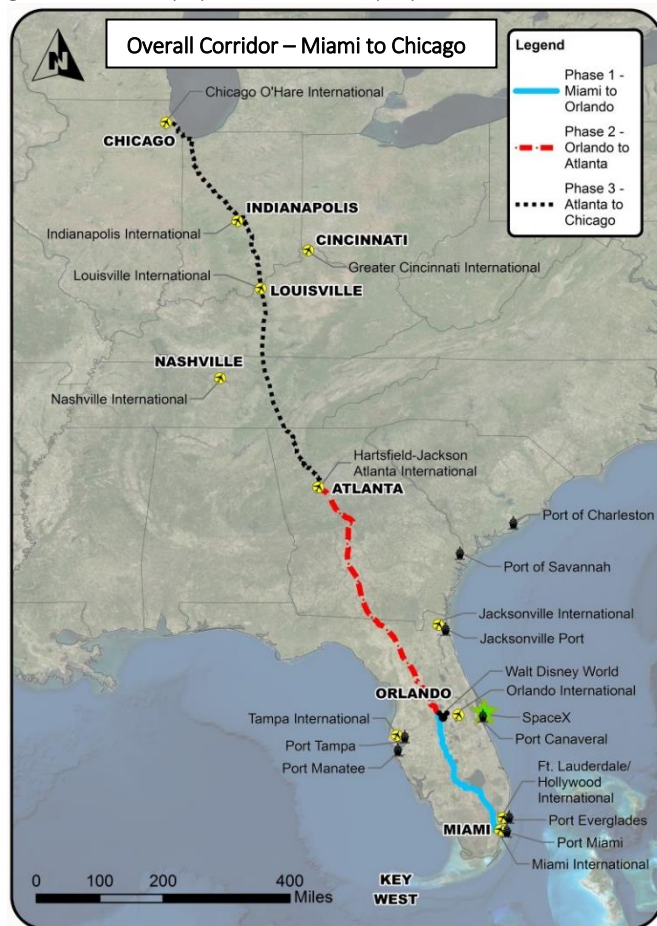 Overall Corridor – Miami to Chicago
Legend
Phase 1 -
Miami to
Orlando
Phase 2 -
Orlando to
Atlanta
Phase 3 -
Atlanta to
Chicago
Chicago O'Hare International
CHICAGO
INDIANAPOLIS
Indianapolis International
CINCINNATI
Greater Cincinnati International
Louisville International
LOUISVILLE
NASHVILLE
Nashville International
Hartsfield-Jackson
Atlanta International
ATLANTA
Port of Charleston
Port of Savannah
Jacksonville International
Jacksonville Port
Walt Disney World
ORLANDO
Orlando International
Tampa International
SpaceX
Port Tampa
Port Canaveral
Port Manatee
Ft. Lauderdale/
Hollywood
International
Port Everglades
MIAMI
Port Miami
Miami International
KEY
WEST
0 100 200 400
Miles
N